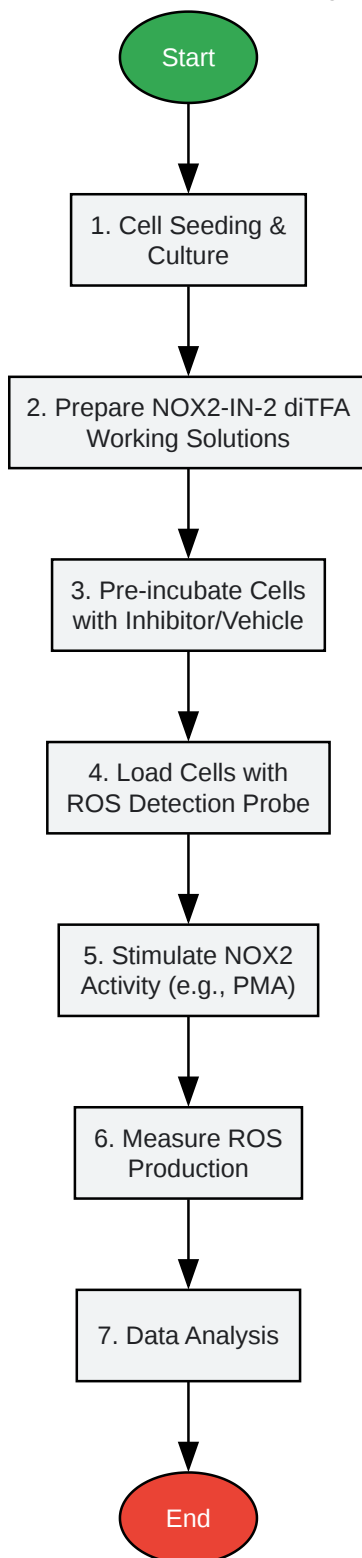 Start
1. Cell Seeding &
Culture
2. Prepare NOX2-IN-2 diTFA
Working Solutions
3. Pre-incubate Cells
with Inhibitor/Vehicle
4. Load Cells with
ROS Detection Probe
5. Stimulate NOX2
Activity (e.g., PMA)
6. Measure ROS
Production
7. Data Analysis
End